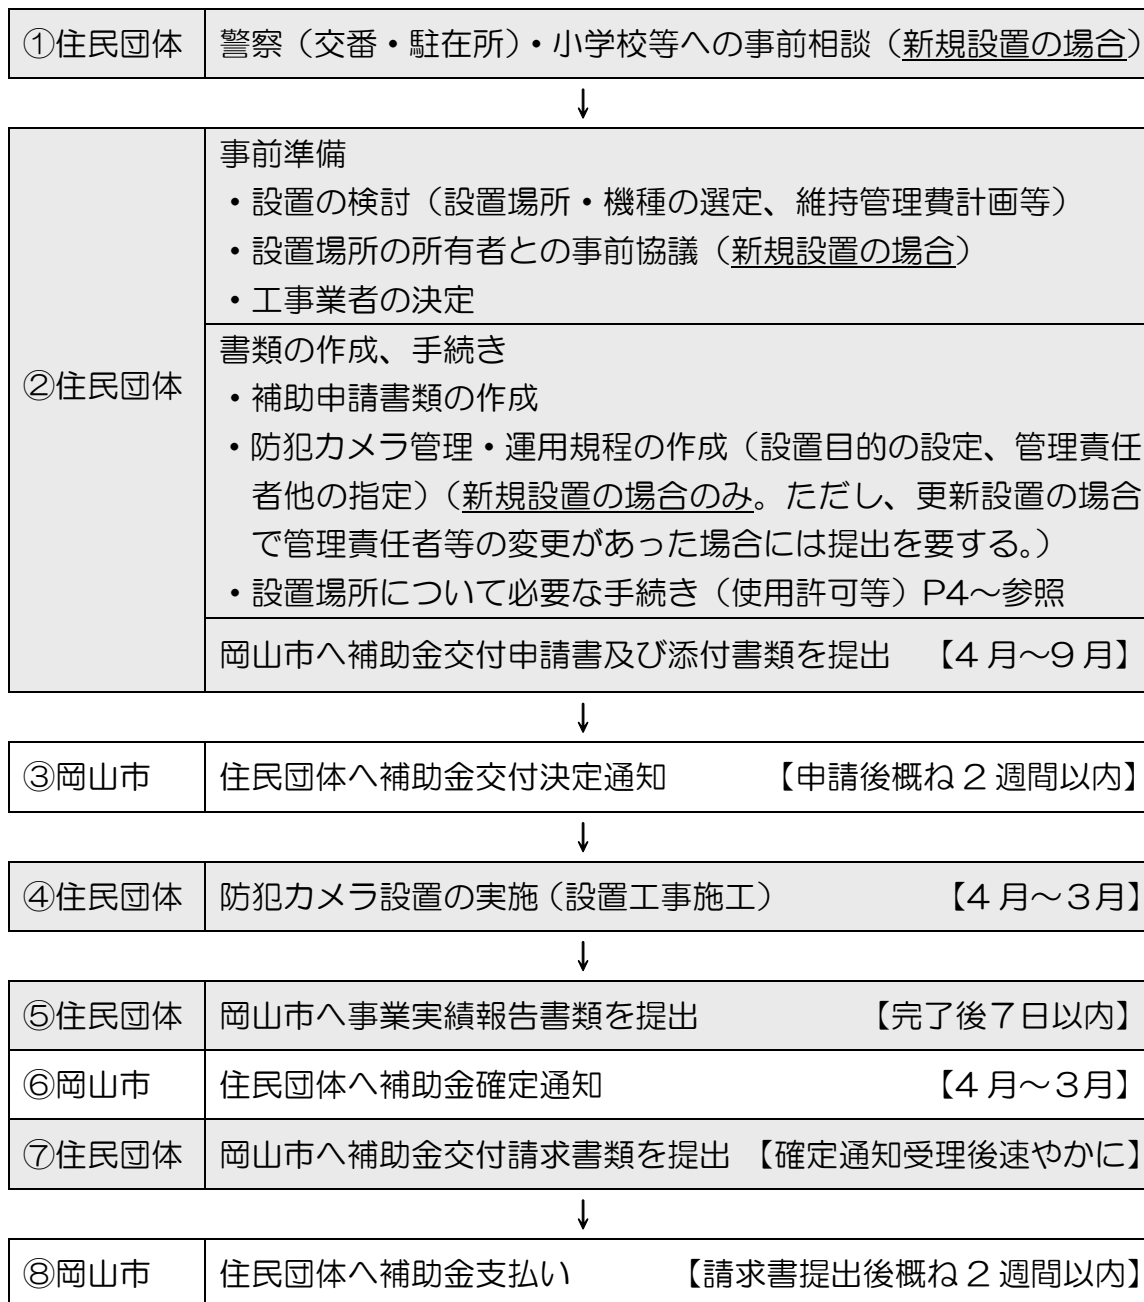 ①住民団体 警察（交番・駐在所）・小学校等への事前相談（新規設置の場合）
↓
②住民団体
事前準備
・設置の検討（設置場所・機種の選定、維持管理費計画等）
・設置場所の所有者との事前協議（新規設置の場合）
・工事業者の決定
書類の作成、手続き
・補助申請書類の作成
・防犯カメラ管理・運用規程の作成（設置目的の設定、管理責任
者他の指定）（新規設置の場合のみ。ただし、更新設置の場合
で管理責任者等の変更があった場合には提出を要する。）
・設置場所について必要な手続き（使用許可等）P4～参照
岡山市へ補助金交付申請書及び添付書類を提出 【4月～9月】
↓
③岡山市 住民団体へ補助金交付決定通知 【申請後概ね2週間以内】
↓
④住民団体 防犯カメラ設置の実施（設置工事施工） 【4月～3月】
↓
⑤住民団体 岡山市へ事業実績報告書類を提出 【完了後7日以内】
⑥岡山市 住民団体へ補助金確定通知 【4月～3月】
⑦住民団体 岡山市へ補助金交付請求書類を提出 【確定通知受理後速やかに】
↓
⑧岡山市 住民団体へ補助金支払い 【請求書提出後概ね2週間以内】